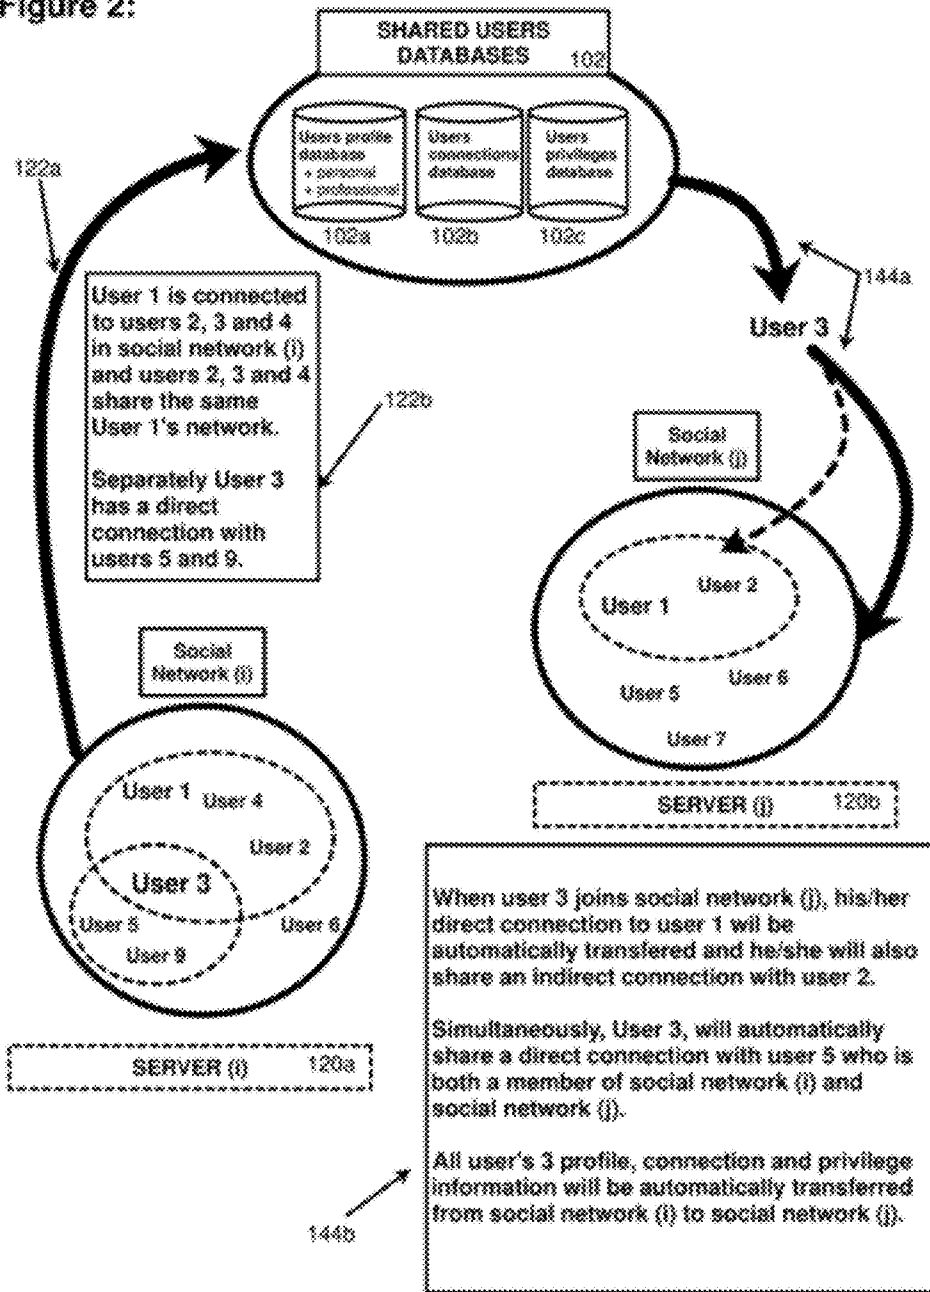 Figure 2:
SHARED USERS
DATABASES
102
Users profile
database
+ personal
+ professional
Users
connections
database
Users
privileges
database
102a
102b
102c
122a
144a
User 3
User 1 is connected
to users 2, 3 and 4
in social network (i)
and users 2, 3 and 4
share the same
User 1's network.
Separately User 3
has a direct
connection with
users 5 and 9.
122b
Social
Network (j)
User 2
User 1
User 5
User 6
User 7
SERVER (j)
120b
Social
Network (i)
User 1
User 4
User 2
User 3
User 5
User 6
User 9
SERVER (i)
120a
When user 3 joins social network (j), his/her
direct connection to user 1 wil be
automatically transfered and he/she will also
share an indirect connection with user 2.
Simultaneously, User 3, will automatically
share a direct connection with user 5 who is
both a member of social network (i) and
social network (j).
All user's 3 profile, connection and privilege
information will be automatically transferred
from social network (i) to social network (j).
144b